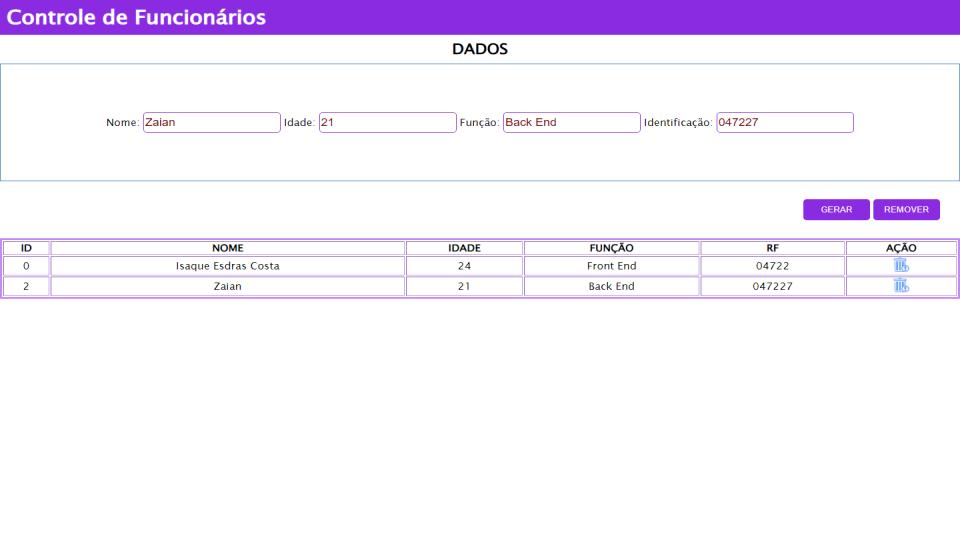 Controle de Funcionários
DADOS
Nome: Zaian Idade: 21 Função: Back End Identificação: 047227
GERAR REMOVER
ID NOME IDADE FUNÇÃO RF AÇÃO
0 Isaque Esdras Costa 24 Front End 04722
2 Zaian 21 Back End 047227